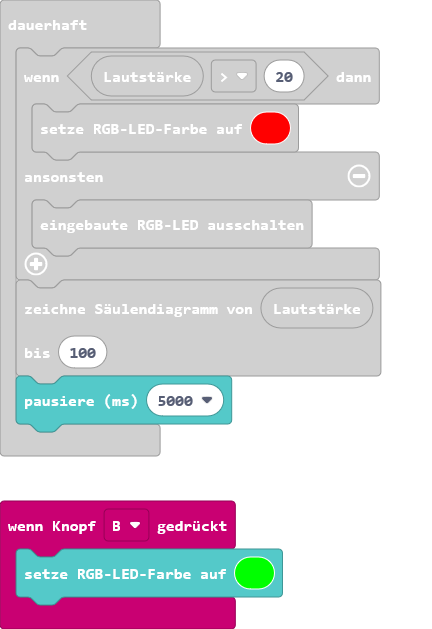 dauerhaft
wenn Lautstärke > 20 dann
setze RGB-LED-Farbe auf
ansonsten
eingebaute RGB-LED ausschalten
zeichne Säulendiagramm von Lautstärke
bis 100
pausiere (ms) 5000
wenn Knopf B gedrückt
setze RGB-LED-Farbe auf